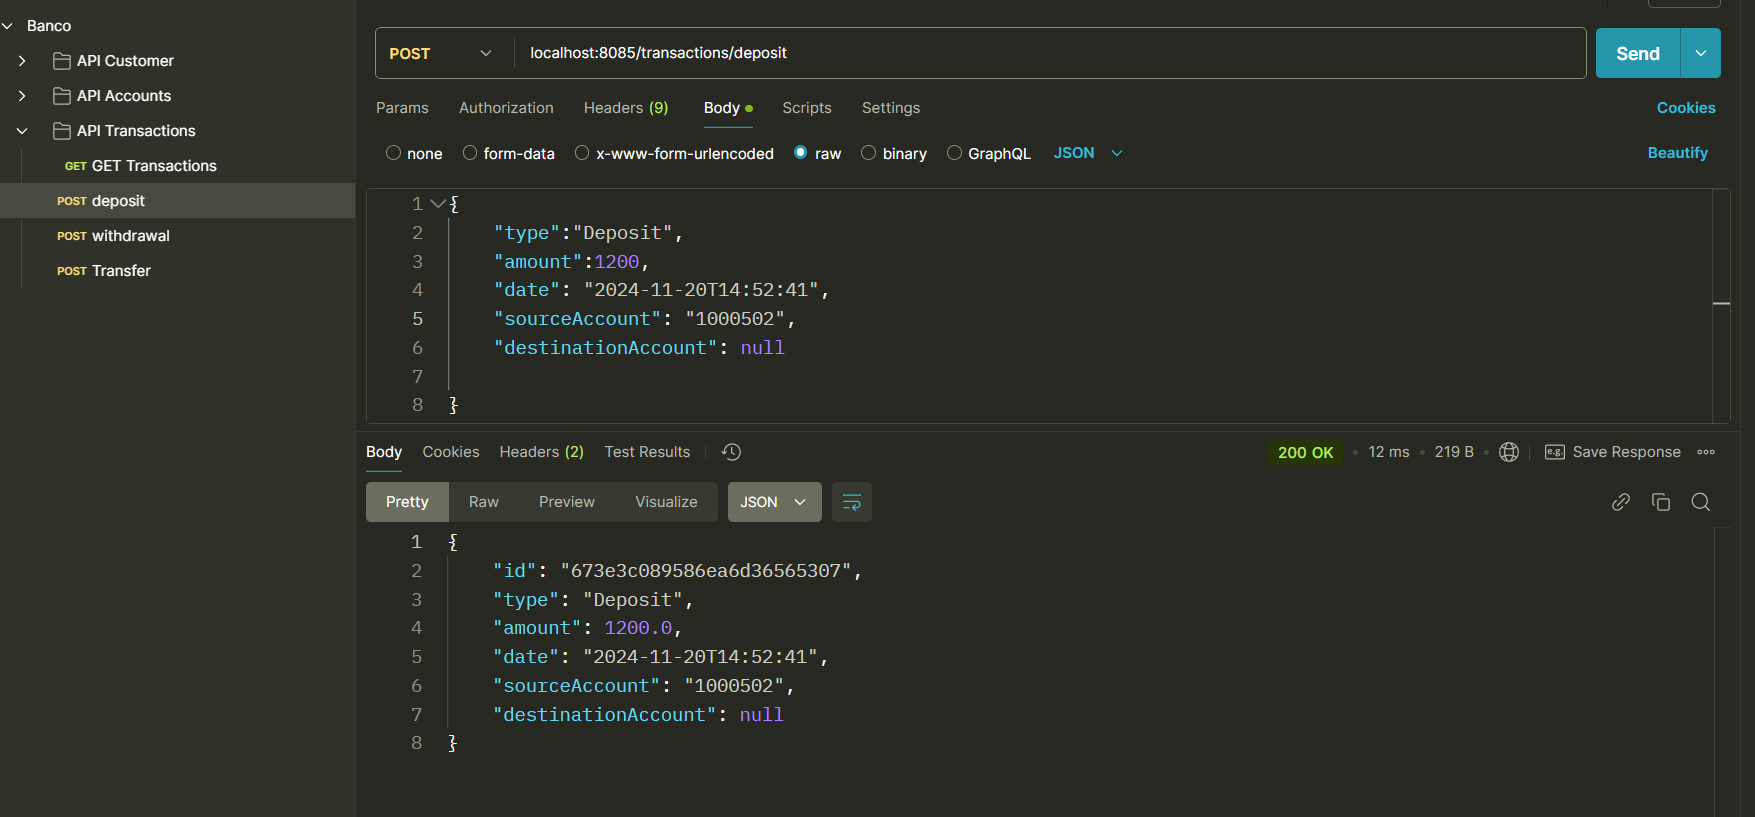 Banco
API Customer
API Accounts
API Transactions
GET GET Transactions
POST deposit
POST withdrawal
POST Transfer
POST localhost:8085/transactions/deposit Send
Params Authorization Headers (9) Body Scripts Settings Cookies
none form-data x-www-form-urlencoded raw binary GraphQL JSON Beautify
1 {
2 "type":"Deposit",
3 "amount":1200,
4 "date": "2024-11-20T14:52:41",
5 "sourceAccount": "1000502",
6 "destinationAccount": null
7
8 }
Body Cookies Headers (2) Test Results 200 OK • 12 ms • 219 B • e.g. Save Response
Pretty Raw Preview Visualize JSON
1 {
2 "id": "673e3c089586ea6d36565307",
3 "type": "Deposit",
4 "amount": 1200.0,
5 "date": "2024-11-20T14:52:41",
6 "sourceAccount": "1000502",
7 "destinationAccount": null
8 }